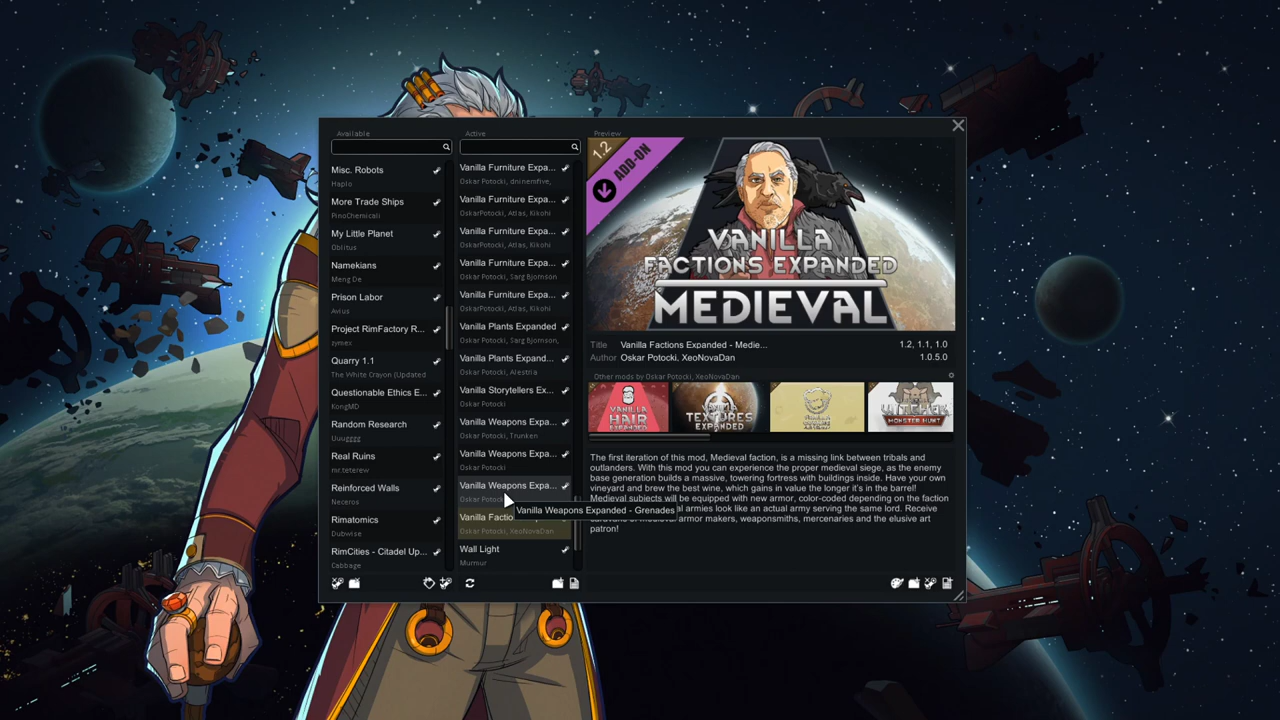 Available
Active
Preview
Misc. Robots
Haplo
More Trade Ships
PinoChemicali
My Little Planet
Oblitus
Namekians
Meng De
Prison Labor
Avius
Project RimFactory R...
zymex
Quarry 1.1
The White Crayon (Updated
Questionable Ethics E...
KongMD
Random Research
Uuugggg
Real Ruins
mr.teterew
Reinforced Walls
Neceros
Rimatomics
Dubwise
RimCities - Citadel Up...
Cabbage
Vanilla Furniture Expa...
Oskar Potocki, dninemfive,
Vanilla Furniture Expa...
OskarPotocki, Atlas, Kikohi
Vanilla Furniture Expa...
OskarPotocki, Atlas, Kikohi
Vanilla Furniture Expa...
Oskar Potocki, Sarg Bjornson
Vanilla Furniture Expa...
OskarPotocki, Atlas, Kikohi
Vanilla Plants Expanded
Oskar Potocki, Sarg Bjornson,
Vanilla Plants Expand...
Oskar Potocki, Alestria
Vanilla Storytellers Ex...
Oskar Potocki
Vanilla Weapons Expa...
Oskar Potocki, Trunken
Vanilla Weapons Expa...
Oskar Potocki
Vanilla Weapons Expa...
Oskar Potock
Vanilla Weapons Expanded - Grenades
Vanilla Factio
Oskar Potocki, XeoNovaDan
Wall Light
Murmur
1.2
ADD-ON
VANILLA
FACTIONS EXPANDED
MEDIEVAL
Title Vanilla Factions Expanded - Medie... 1.2, 1.1, 1.0
Author Oskar Potocki, XeoNovaDan 1.0.5.0
Other mods by Oskar Potocki, XeoNovaDan
VANILLA
HAIR
EXPANDED
VANILLA
TEXTURES
EXPANDED
WITCHER
MONSTER HUNT
The first iteration of this mod, Medieval faction, is a missing link between tribals and
outlanders. With this mod you can experience the proper medieval siege, as the enemy
base generation builds a massive, towering fortress with buildings inside. Have your own
vineyard and brew the best wine, which gains in value the longer it's in the barrel!
Medieval subjects will be equipped with new armor, color-coded depending on the faction
al armies look like an actual army serving the same lord. Receive
caravans of medieval armor makers, weaponsmiths, mercenaries and the elusive art
patron!